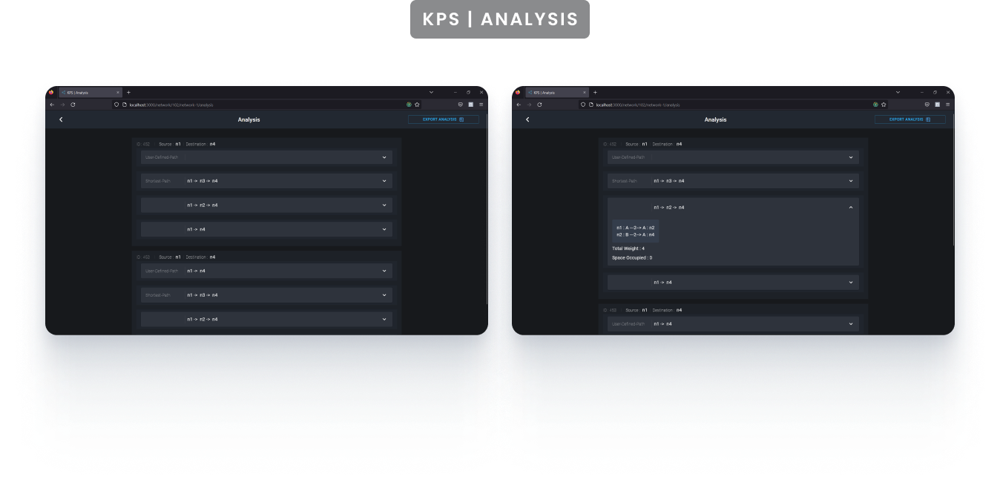 KPS | ANALYSIS
KPS | Analysis
localhost:3000/network/102/network-1/analysis
Analysis
EXPORT ANALYSIS
ID : 452 | Source : n1 | Destination : n4
User-Defined-Path
Shortest-Path n1 -> n3 -> n4
n1 -> n2 -> n4
n1 -> n4
ID : 453 | Source : n1 | Destination : n4
User-Defined-Path n1 -> n4
Shortest-Path n1 -> n3 -> n4
n1 -> n2 -> n4
KPS | Analysis
localhost:3000/network/102/network-1/analysis
Analysis
EXPORT ANALYSIS
ID : 452 | Source : n1 | Destination : n4
User-Defined-Path
Shortest-Path n1 -> n3 -> n4
n1 -> n2 -> n4
n1 : A --2--> A : n2
n2 : B --2--> A : n4
Total Weight : 4
Space Occupied : 0
n1 -> n4
ID : 453 | Source : n1 | Destination : n4
User-Defined-Path n1 -> n4